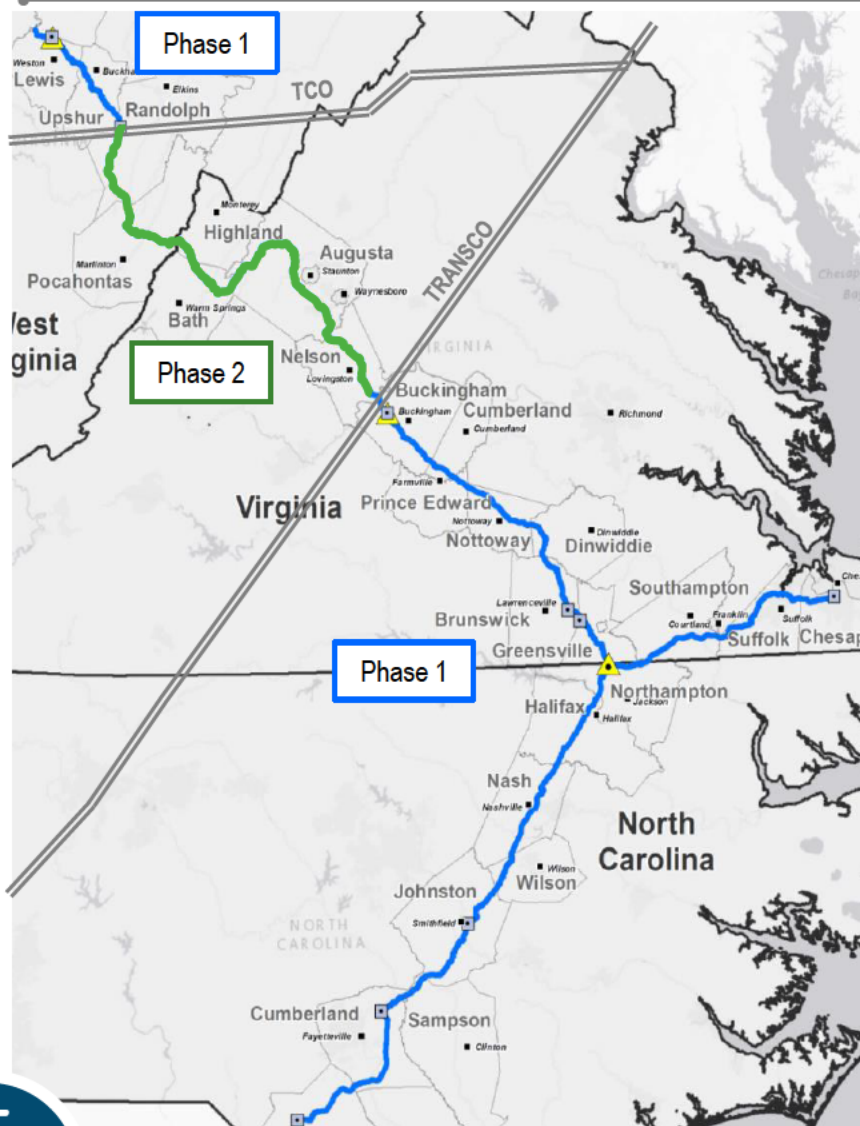 Phase 1
Weston
Lewis
Buckha
Elkins
Upshur
Randolph
TCO
Monterey
Highland
Augusta
Staunton
Marlinton
Pocahontas
Waynesboro
Warm Springs
Bath
TRANSCO
West
ginia
Phase 2
Nelson
Lovingston
VIRGINIA
Chesape
Ba
Buckingham
Buckingham
Cumberland
Cumberland
Richmond
Farmville
Virginia
Prince Edward
Nottoway
Nottoway
Dinwiddie
Dinwiddie
Southampton
Che
Lawrenceville
Brunswick
Courtland
Franklin
Suffolk
Suffolk
Chesap
Greensville
Phase 1
Northampton
Jackson
Halifax
Halifax
Nash
Nashville
North
Carolina
Wilson
Wilson
Johnston
Smithfield
NORTH
CAROLINA
Cumberland
Sampson
Fayetteville
Clinton